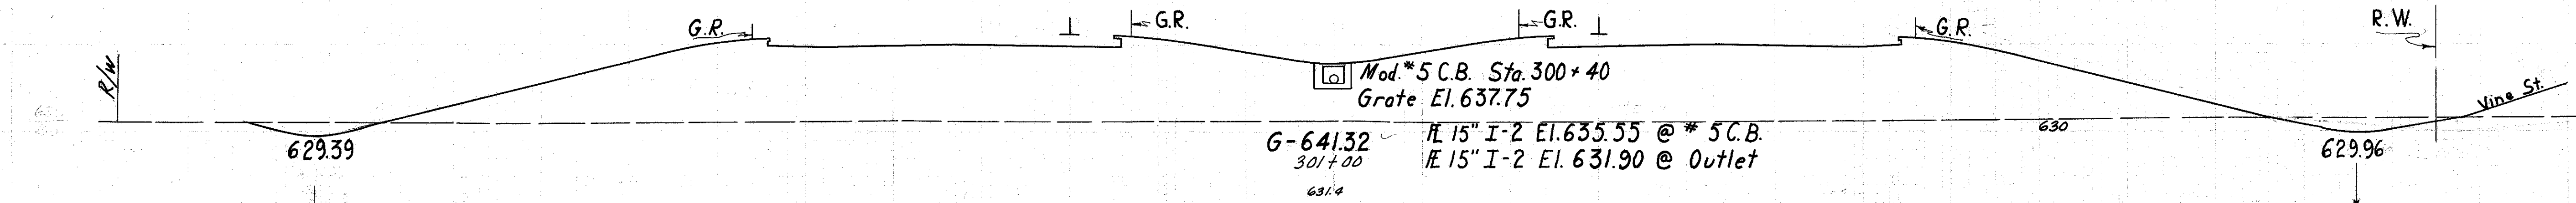 G.R.
G.R.
G.R.
G.R.
R.W.
R/W
Mod. #5 C.B. Sta. 300+40
Grate El. 637.75
Vine St.
629.39
G-641.32
301+00
631.4
15" I-2 El. 635.55 @ #5 C.B.
15" I-2 El. 631.90 @ Outlet
630
629.96